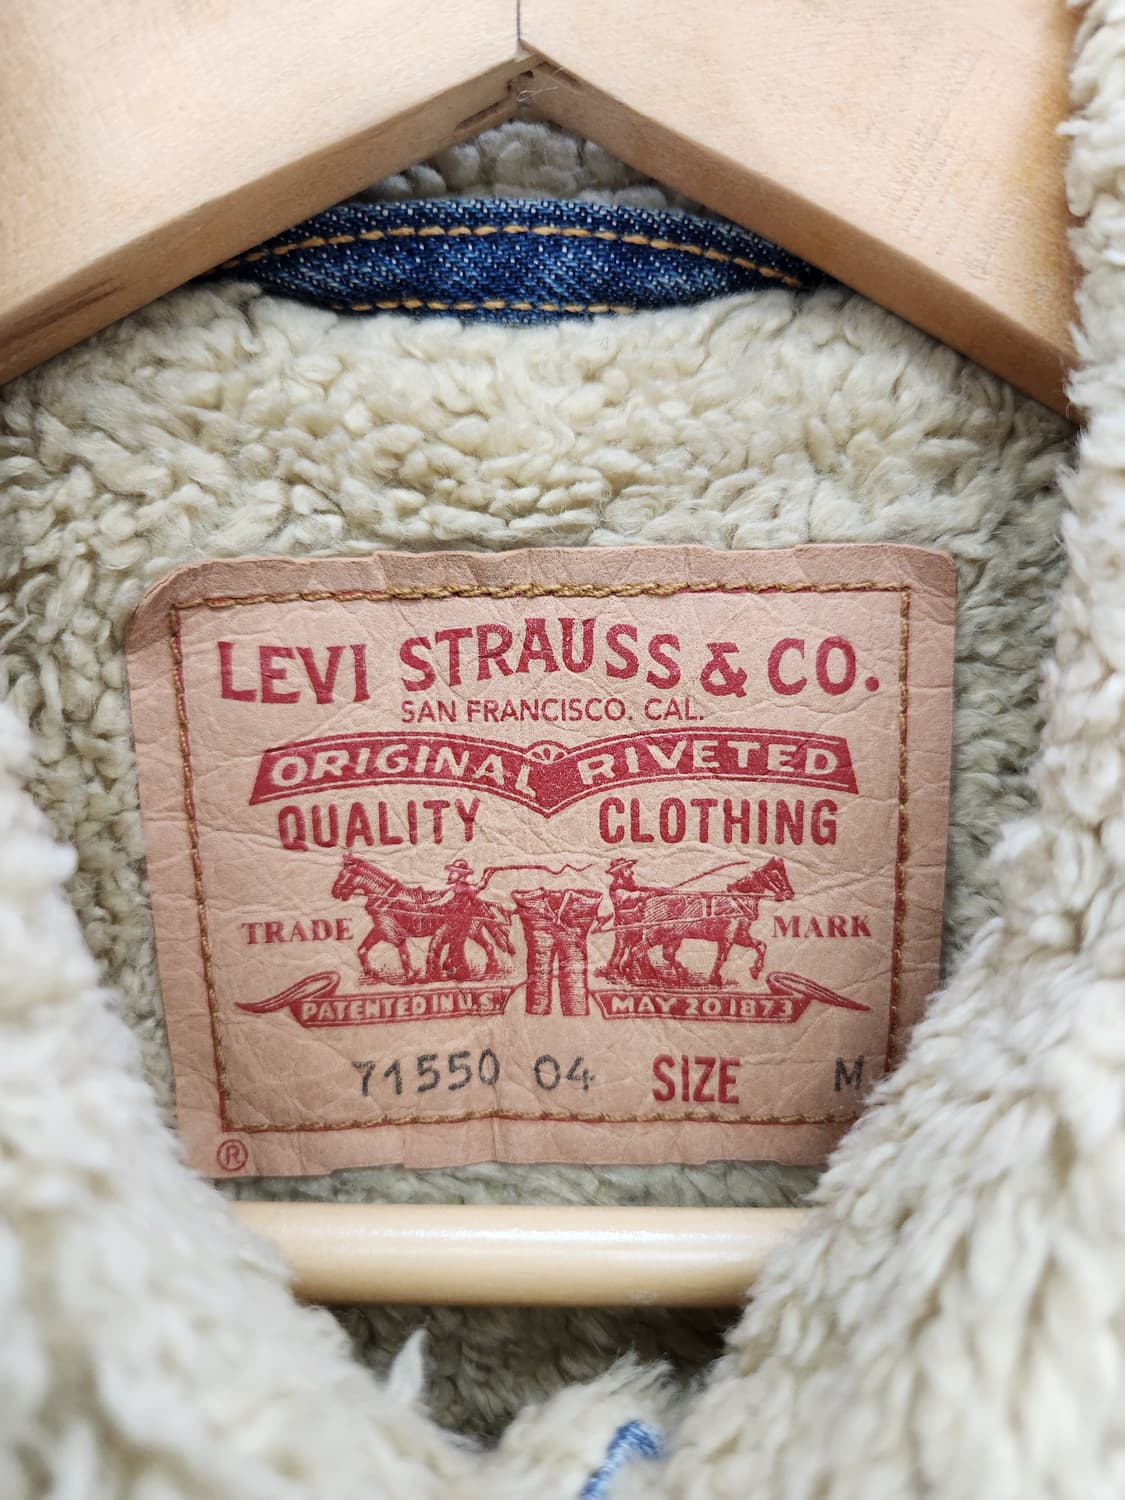 LEVI STRAUSS & CO.
SAN FRANCISCO. CAL.
ORIGINAL RIVETED
QUALITY CLOTHING
TRADE MARK
PATENTED IN U.S. MAY 20 1873
71550 04 SIZE M
®